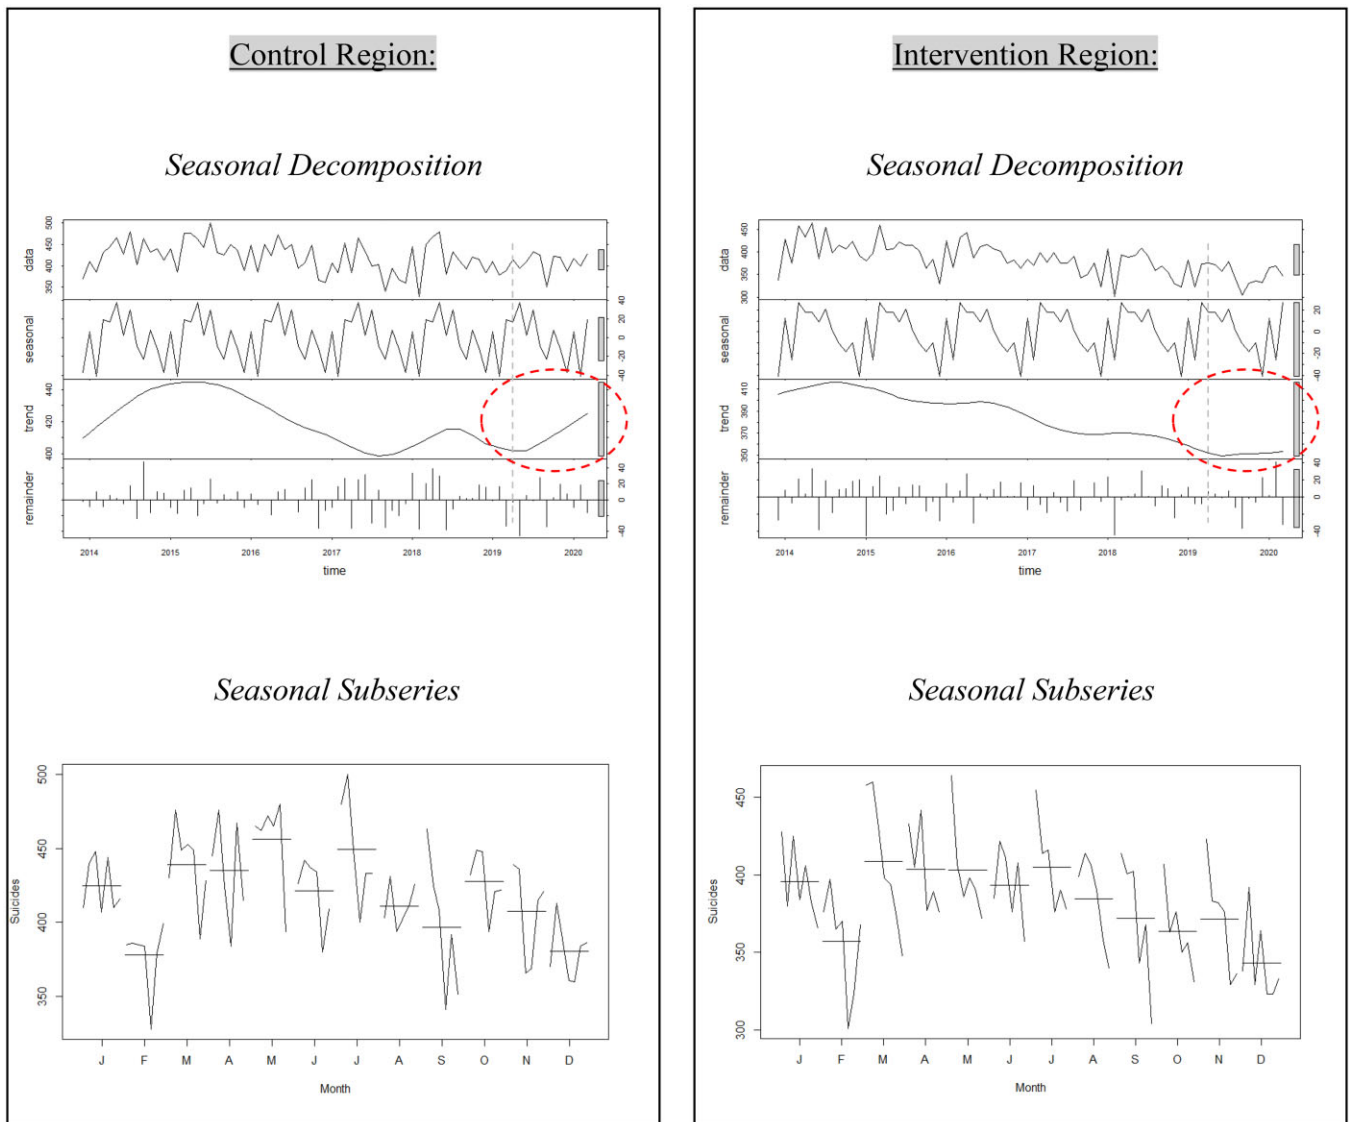 Control Region:
Seasonal Decomposition
data
350 400 450 500
seasonal
-40 -20 0 20 40
trend
400 420 440
remainder
-40 0 20 40
2014 2015 2016 2017 2018 2019 2020
time
Seasonal Subseries
Suicides
500
450
400
350
J F M A M J J A S O N D
Month
Intervention Region:
Seasonal Decomposition
data
300 350 400 450
seasonal
-40 -20 0 20
trend
350 370 390 410
remainder
-40 0 20 40
2014 2015 2016 2017 2018 2019 2020
time
Seasonal Subseries
Suicides
450
400
350
300
J F M A M J J A S O N D
Month